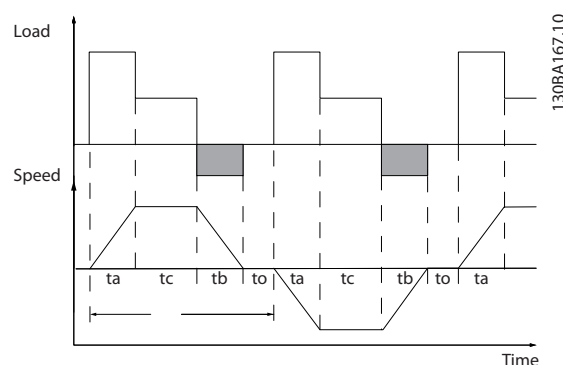 Load
130BA167.10
Speed
ta tc tb to ta tc tb to ta
Time